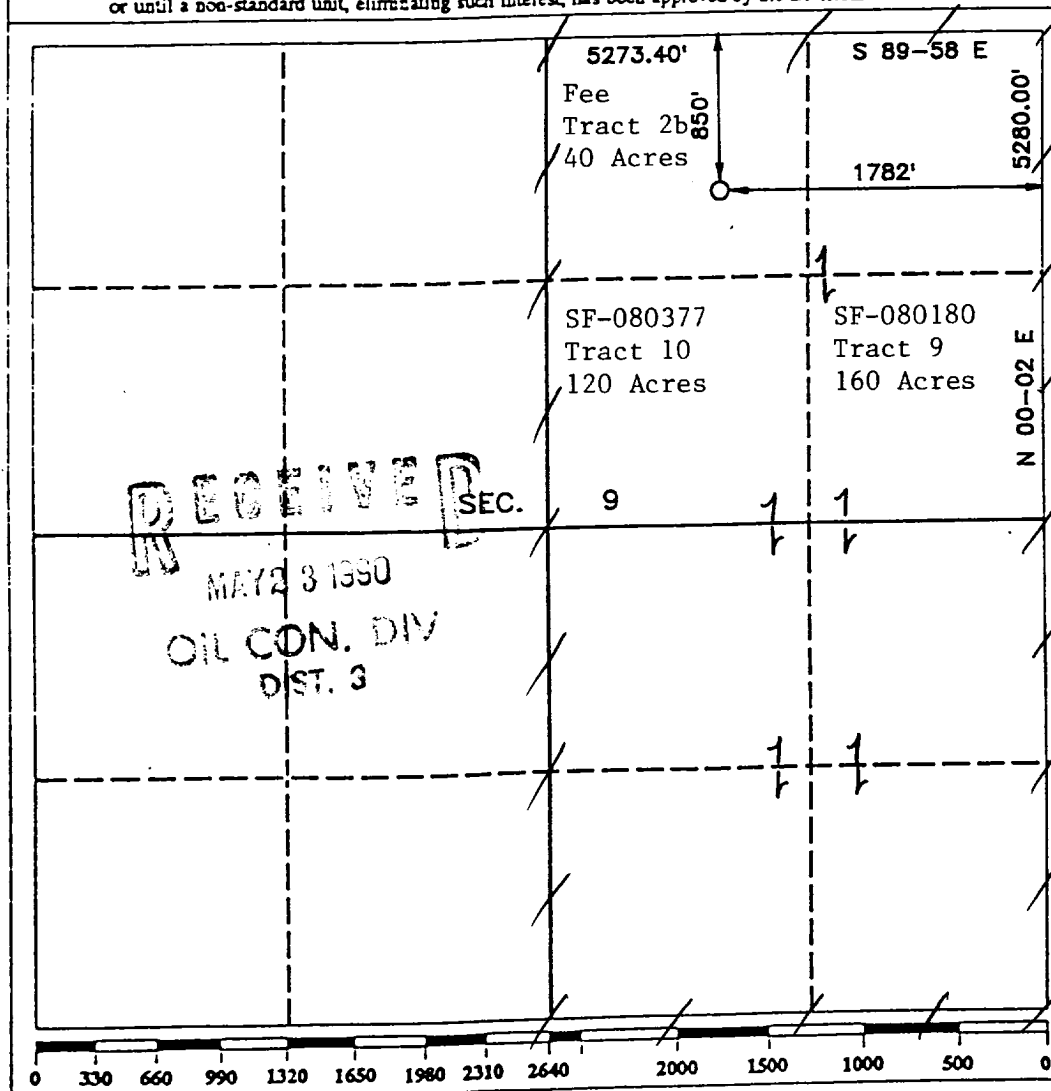 or until a non-standard unit, eliminating such interest, has been approved by the
5273.40'
S 89-58 E
Fee
Tract 2b
40 Acres
850'
5280.00'
1782'
SF-080377
Tract 10
120 Acres
SF-080180
Tract 9
160 Acres
N 00-02 E
RECEIVED
SEC. 9
MAY 23 1990
OIL CON. DIV
DIST. 3
0 330 660 990 1320 1650 1980 2310 2640 2000 1500 1000 500 0